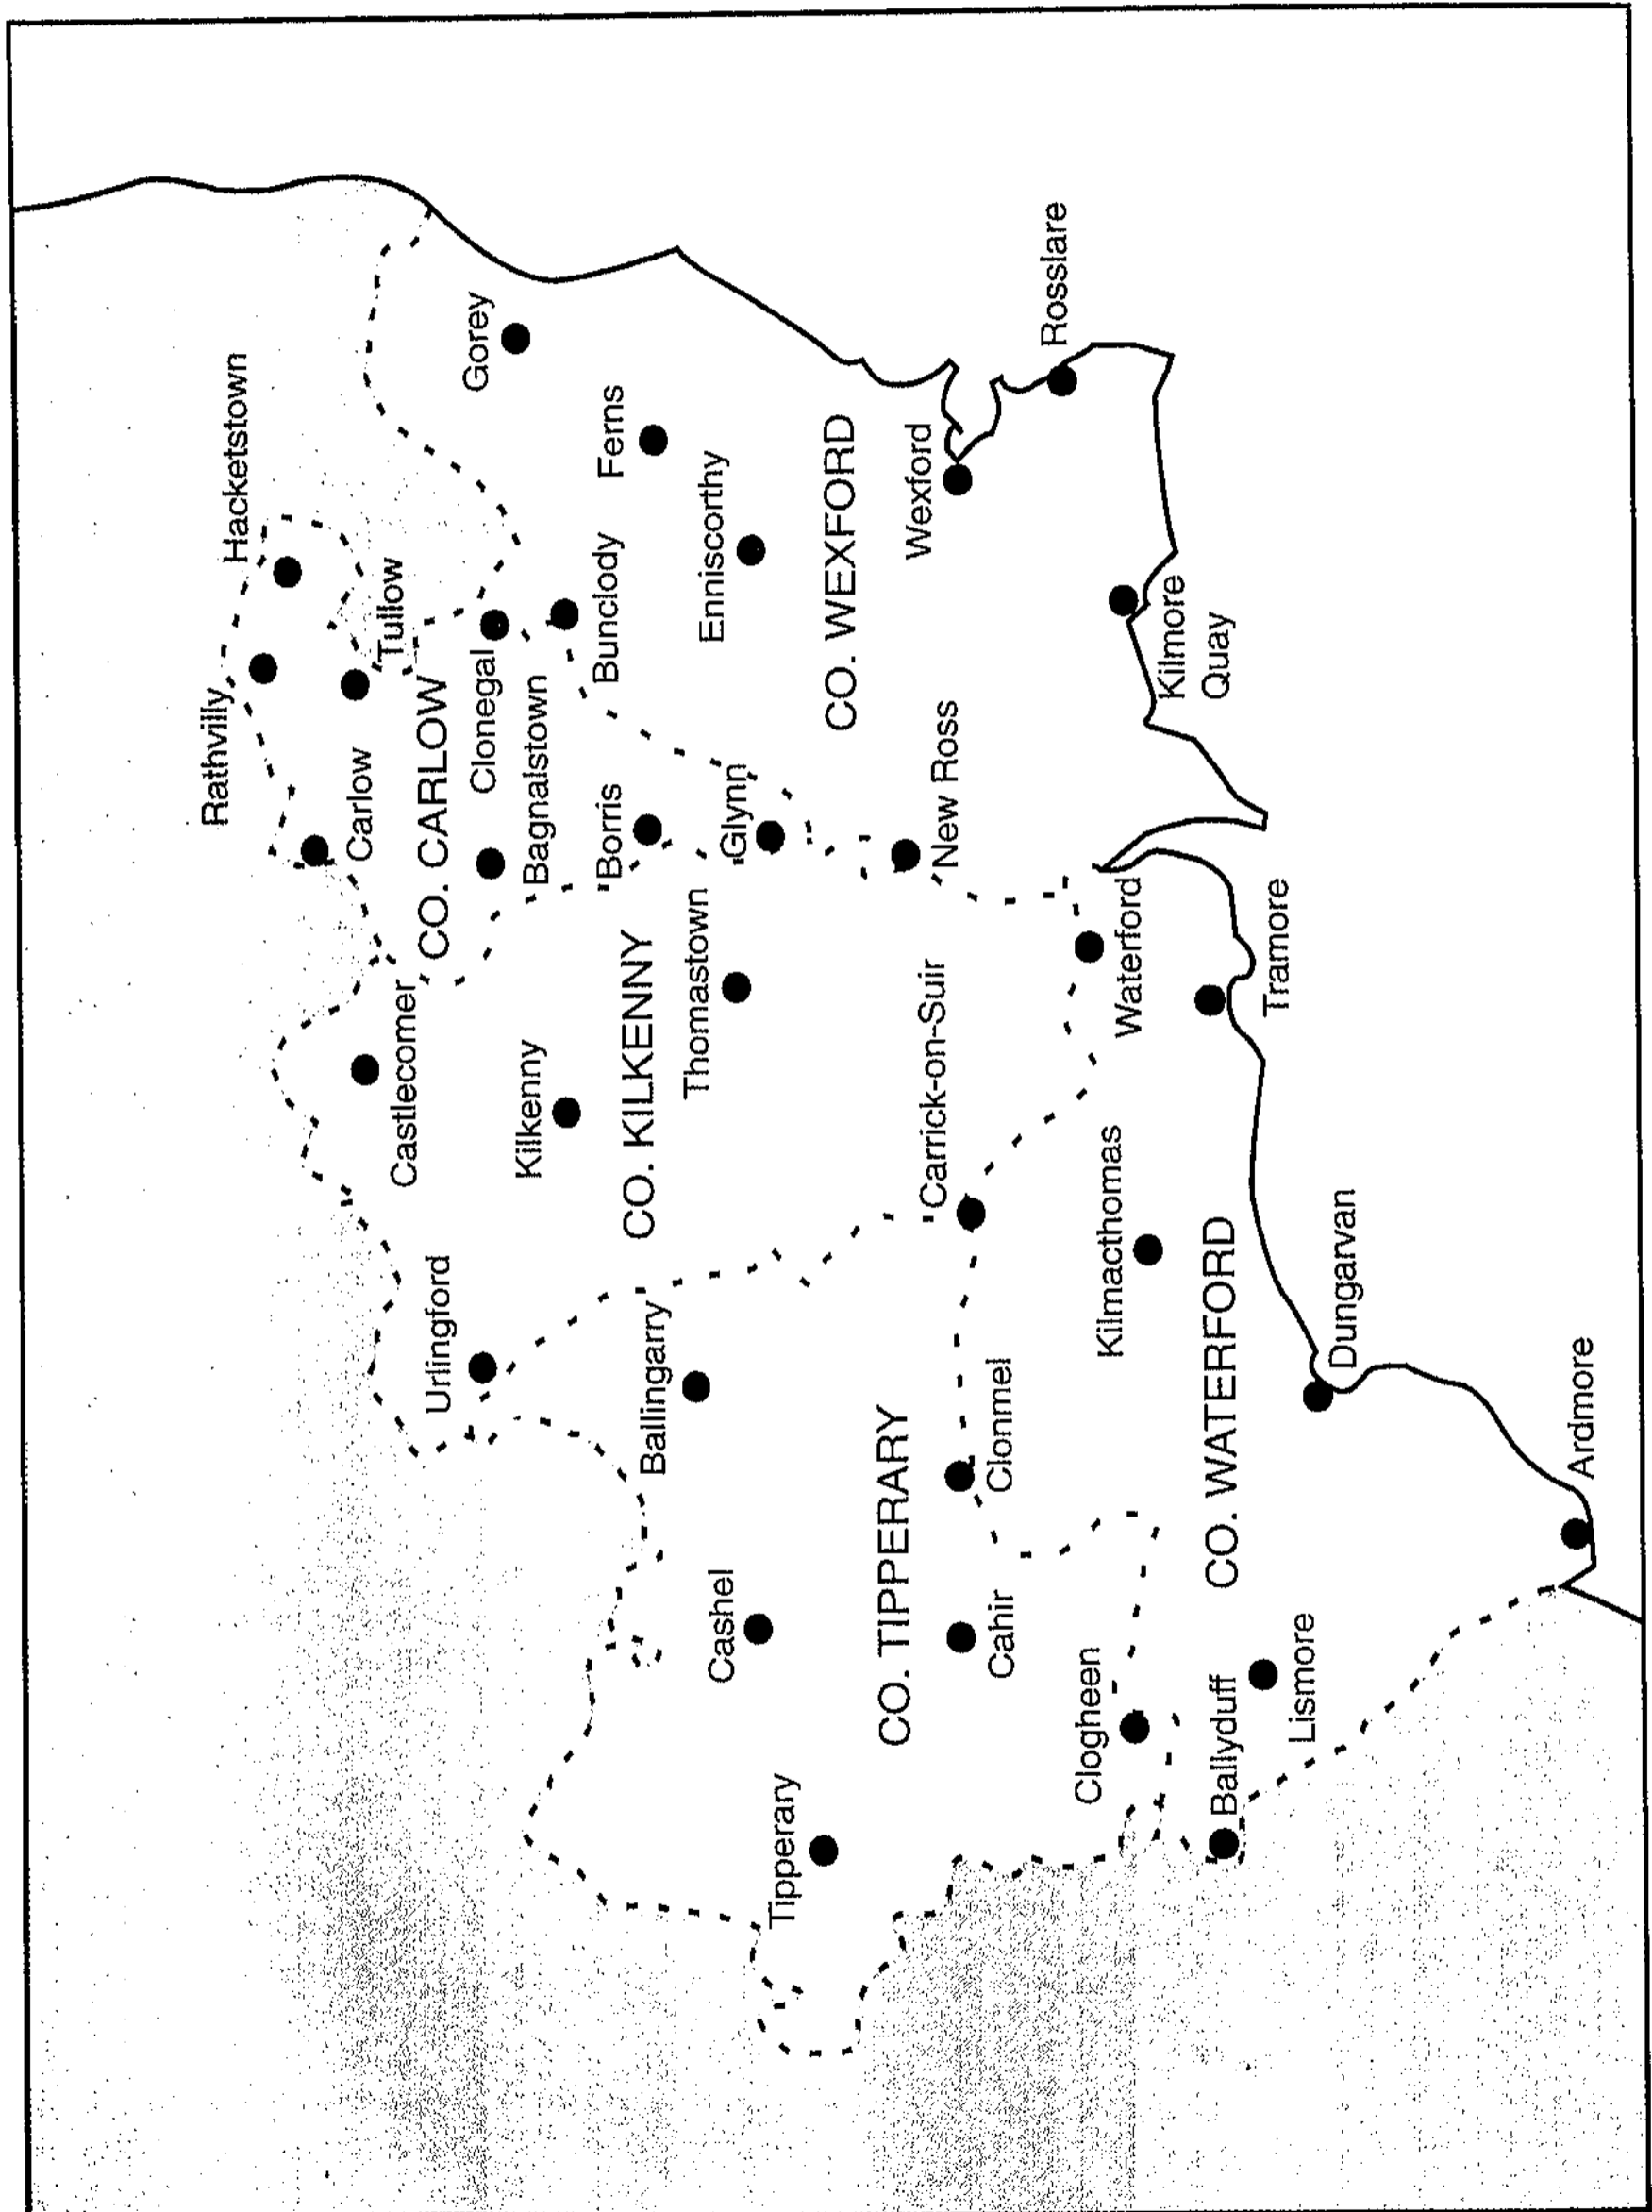 Hacketstown
Rathvilly
Tullow
Carlow
CO. CARLOW
Clonegal
Bagnalstown
Bunclody
Gorey
Ferns
Enniscorthy
CO. WEXFORD
Wexford
Rosslare
Kilmore
Quay
Borris
Glynn
New Ross
Castlecomer
Kilkenny
CO. KILKENNY
Thomastown
Urlingford
Ballingarry
Carrick-on-Suir
Waterford
Tramore
Kilmacthomas
CO. WATERFORD
Dungarvan
Ardmore
Cashel
Tipperary
CO. TIPPERARY
Clonmel
Cahir
Clogheen
Ballyduff
Lismore